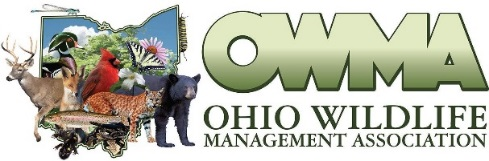 OWMA
OHIO WILDLIFE
MANAGEMENT ASSOCIATION